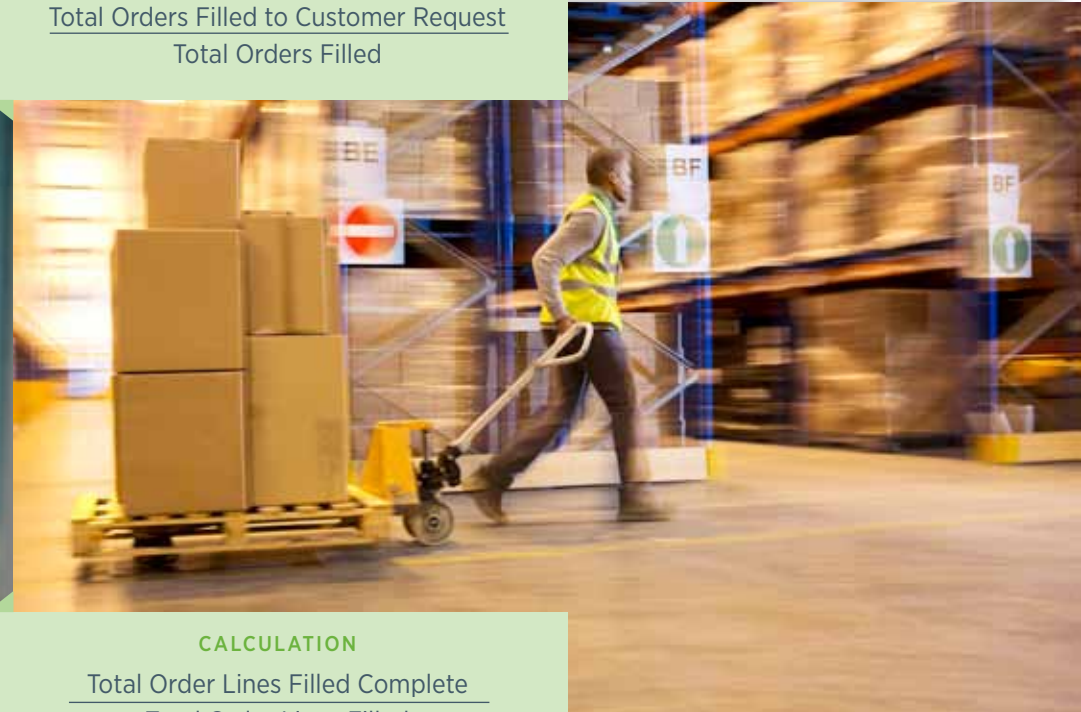 Total Orders Filled to Customer Request
Total Orders Filled
BE
BF
BF
CALCULATION
Total Order Lines Filled Complete